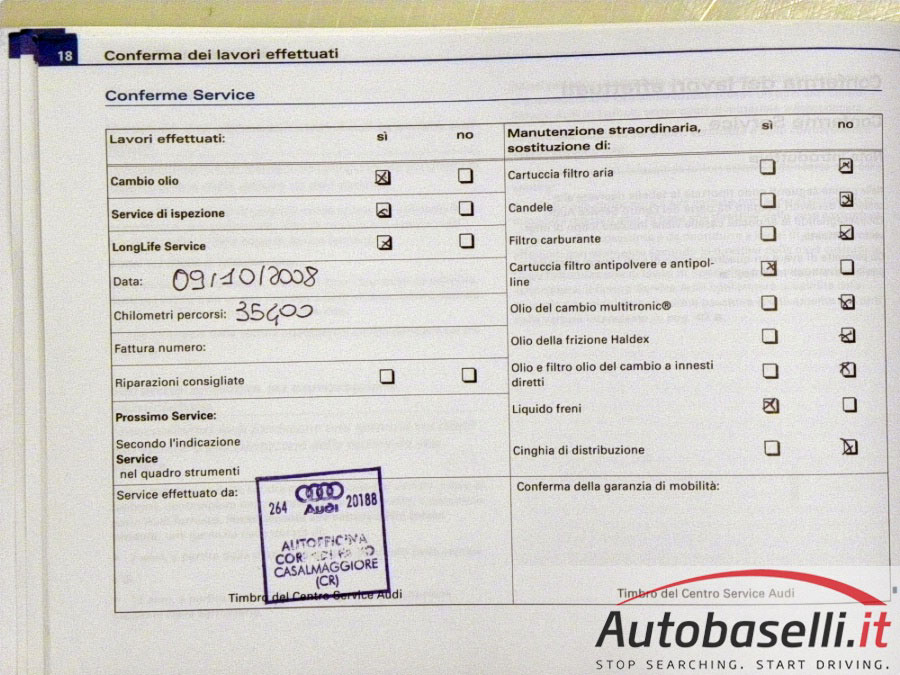 18 Conferma dei lavori effettuati
Conferme Service
Lavori effettuati: sì no
Cambio olio
Service di ispezione
LongLife Service
Data: 09/10/2008
Chilometri percorsi: 35400
Fattura numero:
Riparazioni consigliate
Prossimo Service:
Secondo l'indicazione
Service
nel quadro strumenti
Service effettuato da:
264 Audi 20188
AUTOFFICINA
CASALMAGGIORE
(CR)
Timbro del Centro Service Audi
Manutenzione straordinaria, sì no
sostituzione di:
Cartuccia filtro aria
Candele
Filtro carburante
Cartuccia filtro antipolvere e antipol-
line
Olio del cambio multitronic®
Olio della frizione Haldex
Olio e filtro olio del cambio a innesti
diretti
Liquido freni
Cinghia di distribuzione
Conferma della garanzia di mobilità:
Timbro del Centro Service Audi
Autobaselli.it
STOP SEARCHING. START DRIVING.